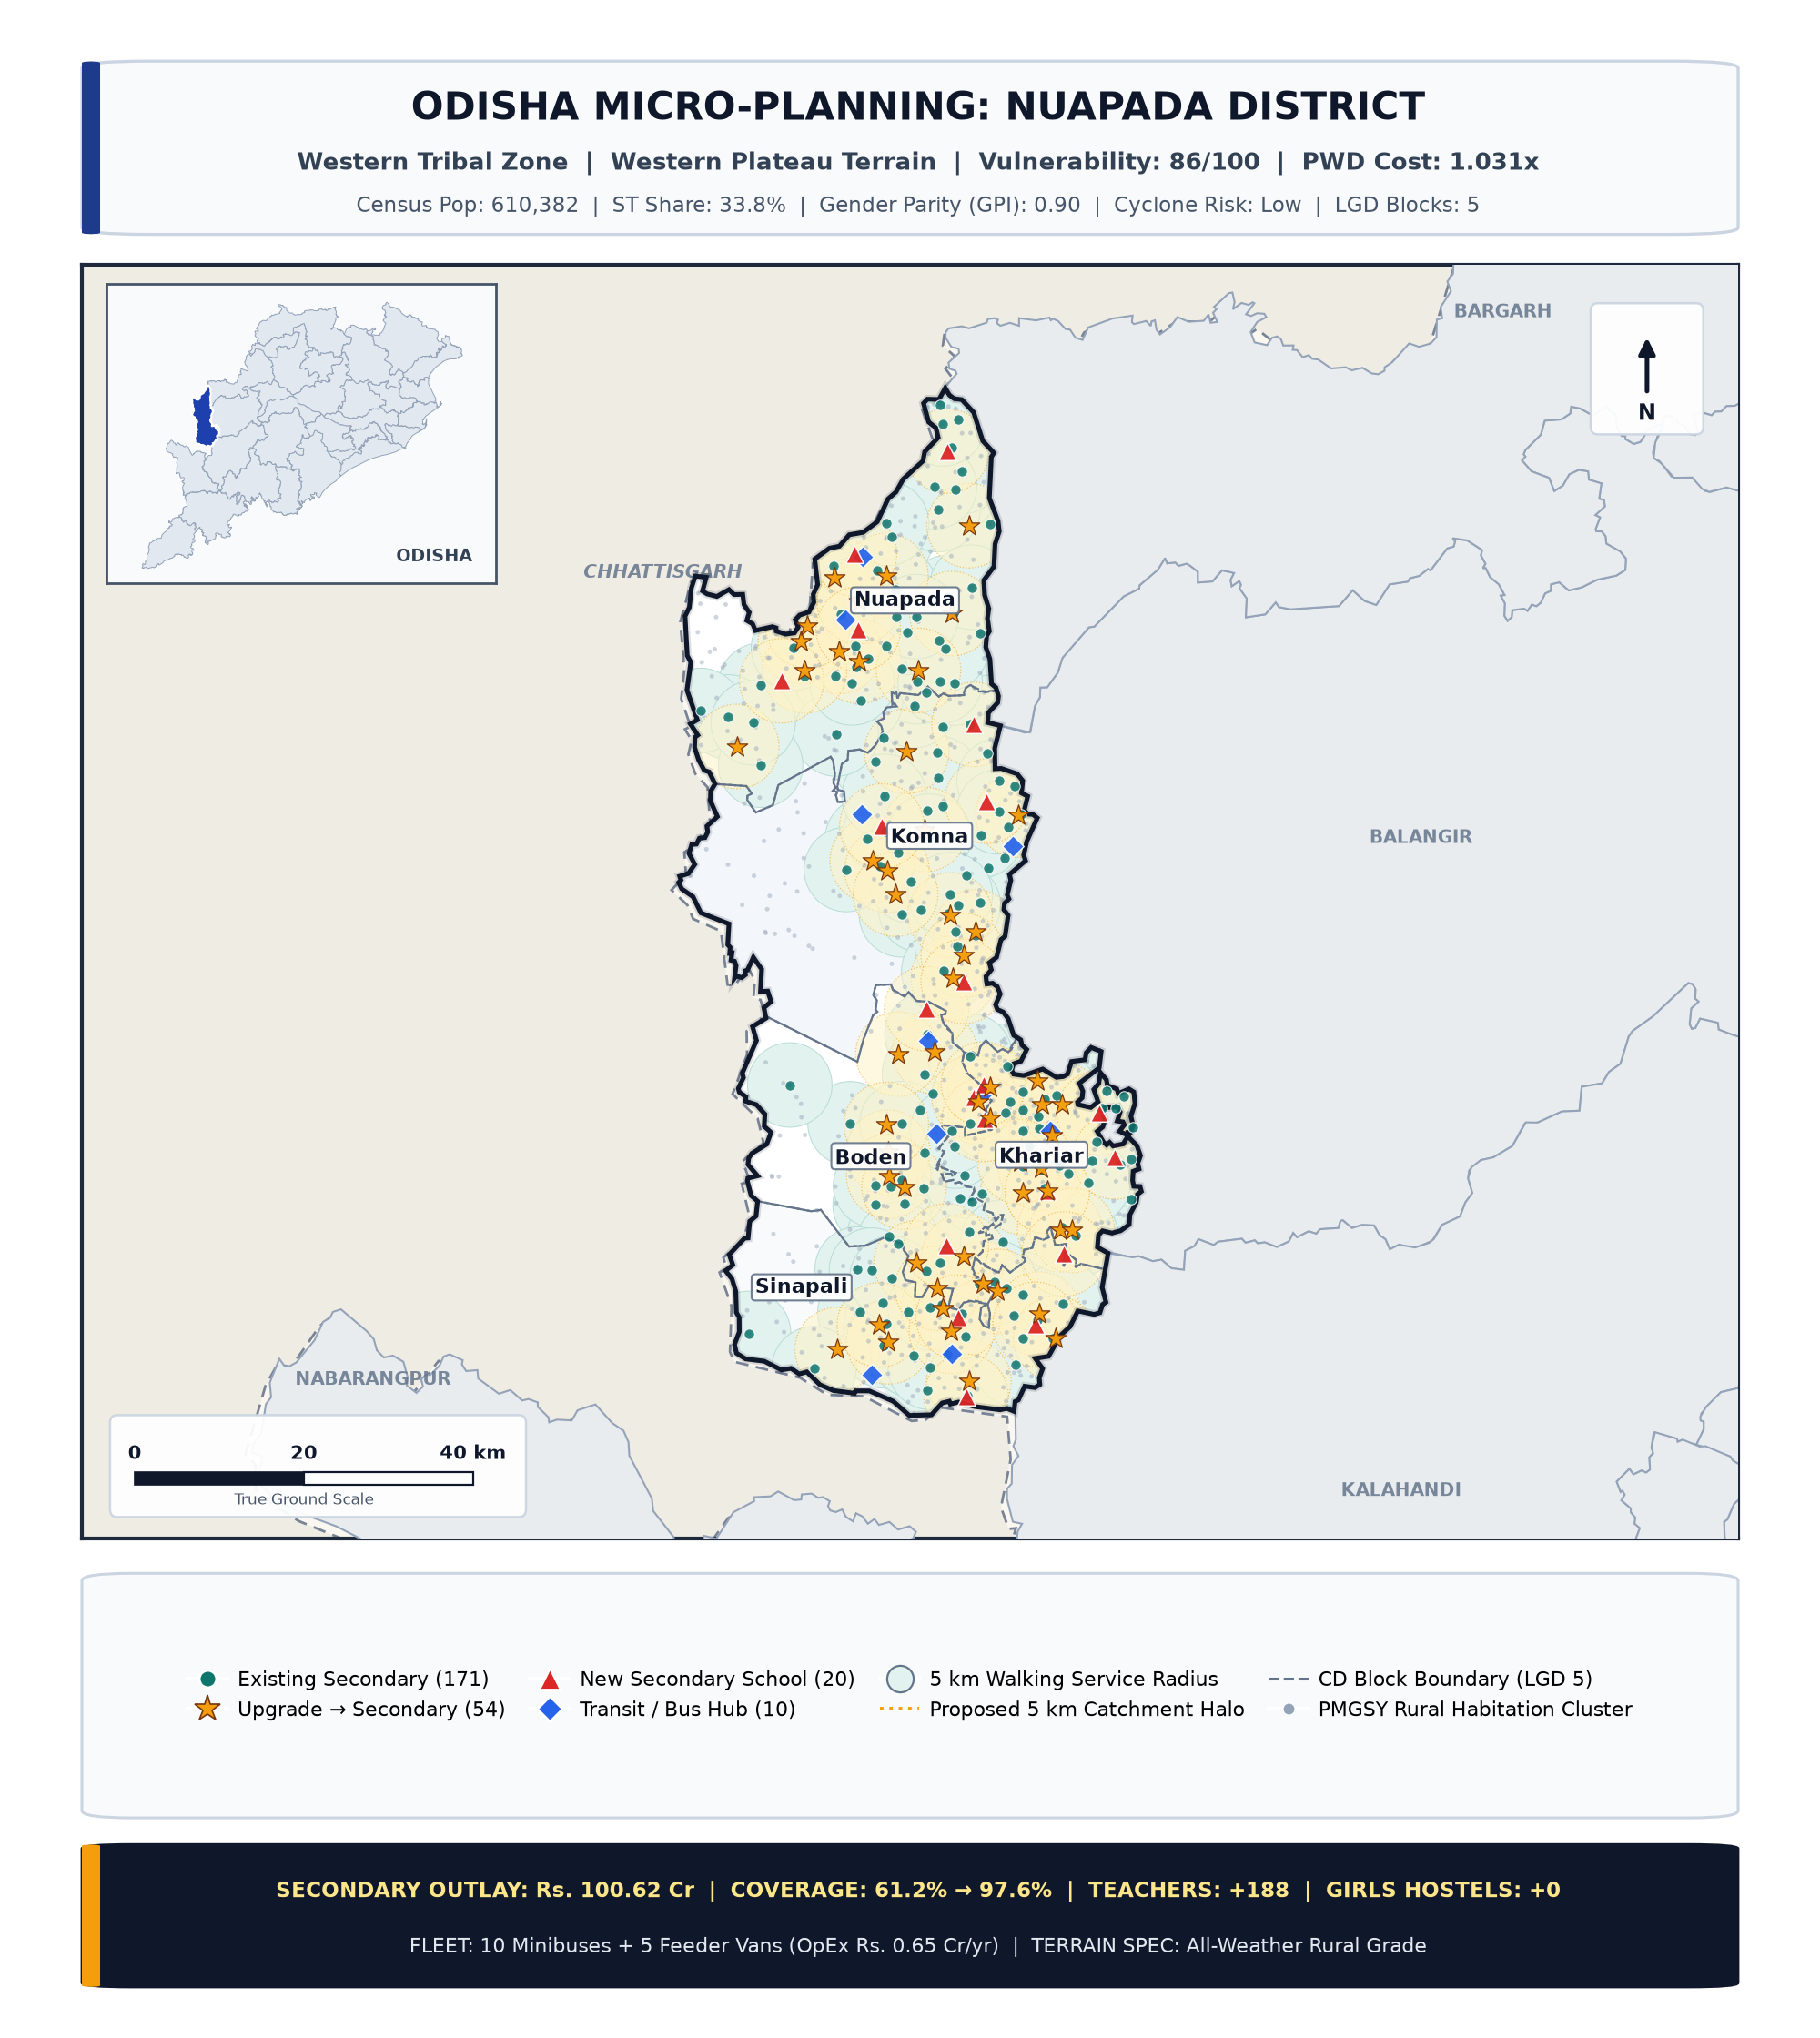 ODISHA MICRO-PLANNING: NUAPADA DISTRICT
Western Tribal Zone | Western Plateau Terrain | Vulnerability: 86/100 | PWD Cost: 1.031x
Census Pop: 610,382 | ST Share: 33.8% | Gender Parity (GPI): 0.90 | Cyclone Risk: Low | LGD Blocks: 5
BARGARH
N
ODISHA
CHHATTISGARH
Nuapada
Komna
BALANGIR
Boden
Khariar
Sinapali
NABARANGPUR
0 20 40 km
True Ground Scale
KALAHANDI
Existing Secondary (171)
Upgrade → Secondary (54)
New Secondary School (20)
Transit / Bus Hub (10)
5 km Walking Service Radius
Proposed 5 km Catchment Halo
CD Block Boundary (LGD 5)
PMGSY Rural Habitation Cluster
SECONDARY OUTLAY: Rs. 100.62 Cr | COVERAGE: 61.2% → 97.6% | TEACHERS: +188 | GIRLS HOSTELS: +0
FLEET: 10 Minibuses + 5 Feeder Vans (OpEx Rs. 0.65 Cr/yr) | TERRAIN SPEC: All-Weather Rural Grade